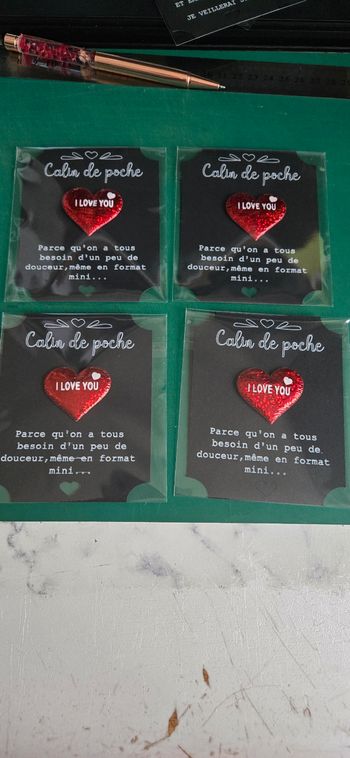 ET
JE VEILLERAI
Calin de poche
I LOVE YOU
Parce qu'on a tous
besoin d'un peu de
douceur,même en format
mini...
Calin de poche
I LOVE YOU
Parce qu'on a tous
besoin d'un peu de
douceur,même en format
mini...
Calin de poche
I LOVE YOU
Parce qu'on a tous
besoin d'un peu de
douceur,même en format
mini...
Calin de poche
I LOVE YOU
Parce qu'on a tous
besoin d'un peu de
douceur,même en format
mini...